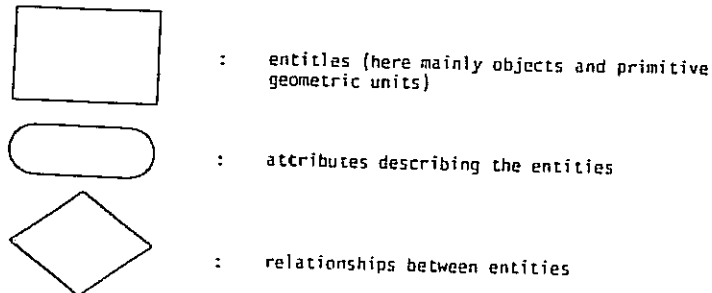 : entities (here mainly objects and primitive
geometric units)
: attributes describing the entities
: relationships between entities